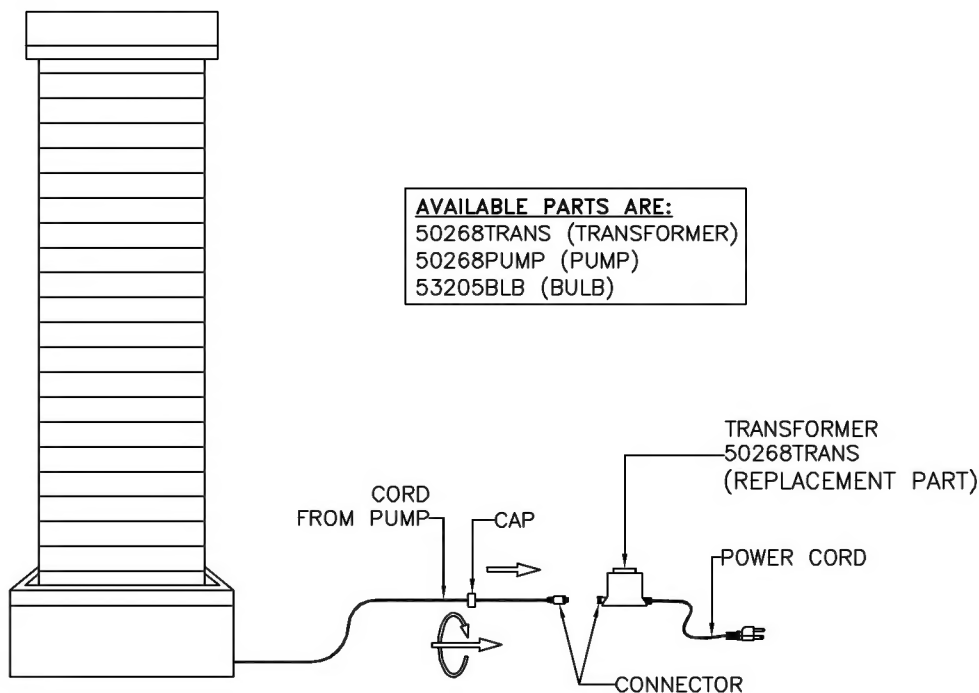 AVAILABLE PARTS ARE:
50268TRANS (TRANSFORMER)
50268PUMP (PUMP)
53205BLB (BULB)
TRANSFORMER
50268TRANS
(REPLACEMENT PART)
CORD
FROM PUMP
CAP
POWER CORD
CONNECTOR